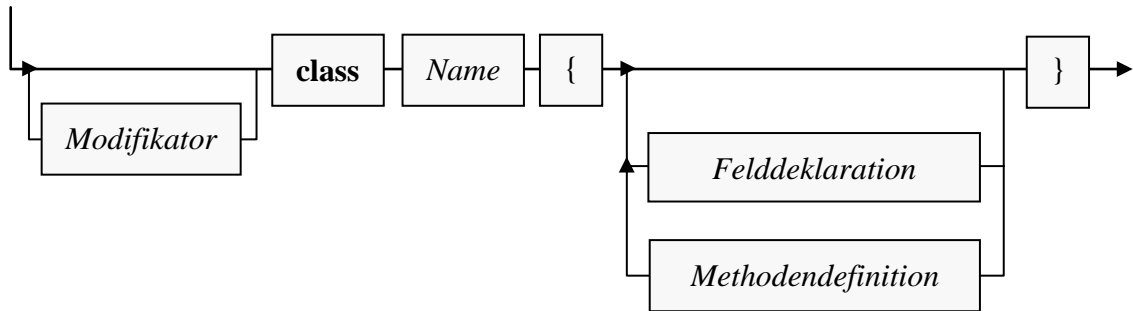 class Name { }
Modifikator
Felddeklaration
Methodendefinition